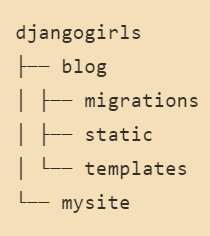 djangogirls
├── blog
│ ├── migrations
│ ├── static
│ └── templates
└── mysite